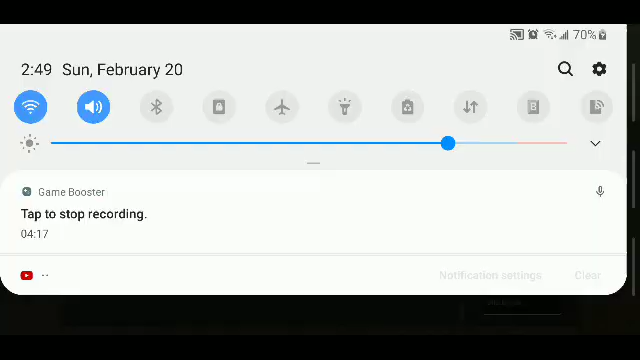 70%
2:49 Sun, February 20
Game Booster
Tap to stop recording.
04:17
Notification settings Clear